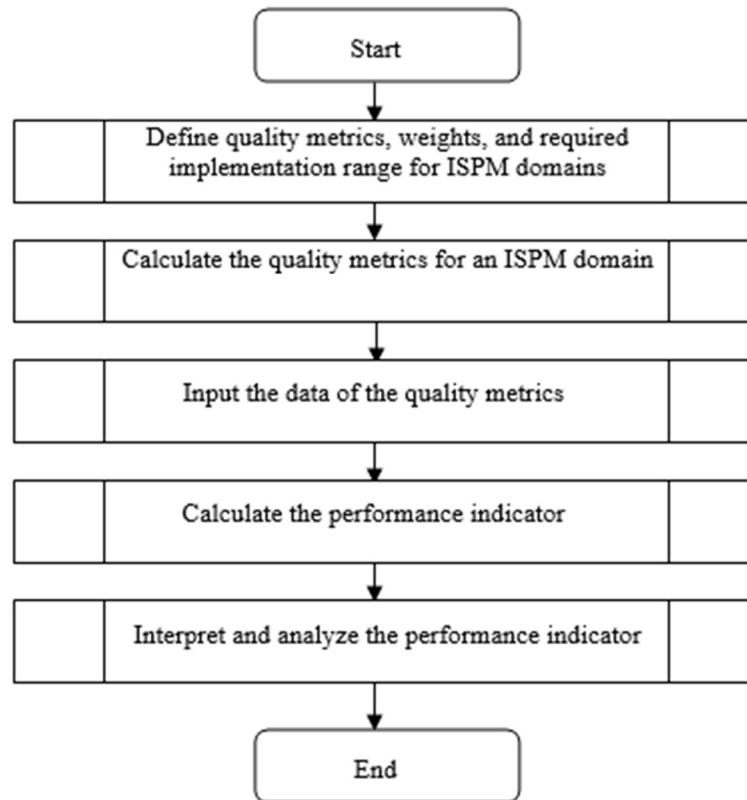 Start
Define quality metrics, weights, and required
implementation range for ISPM domains
Calculate the quality metrics for an ISPM domain
Input the data of the quality metrics
Calculate the performance indicator
Interpret and analyze the performance indicator
End